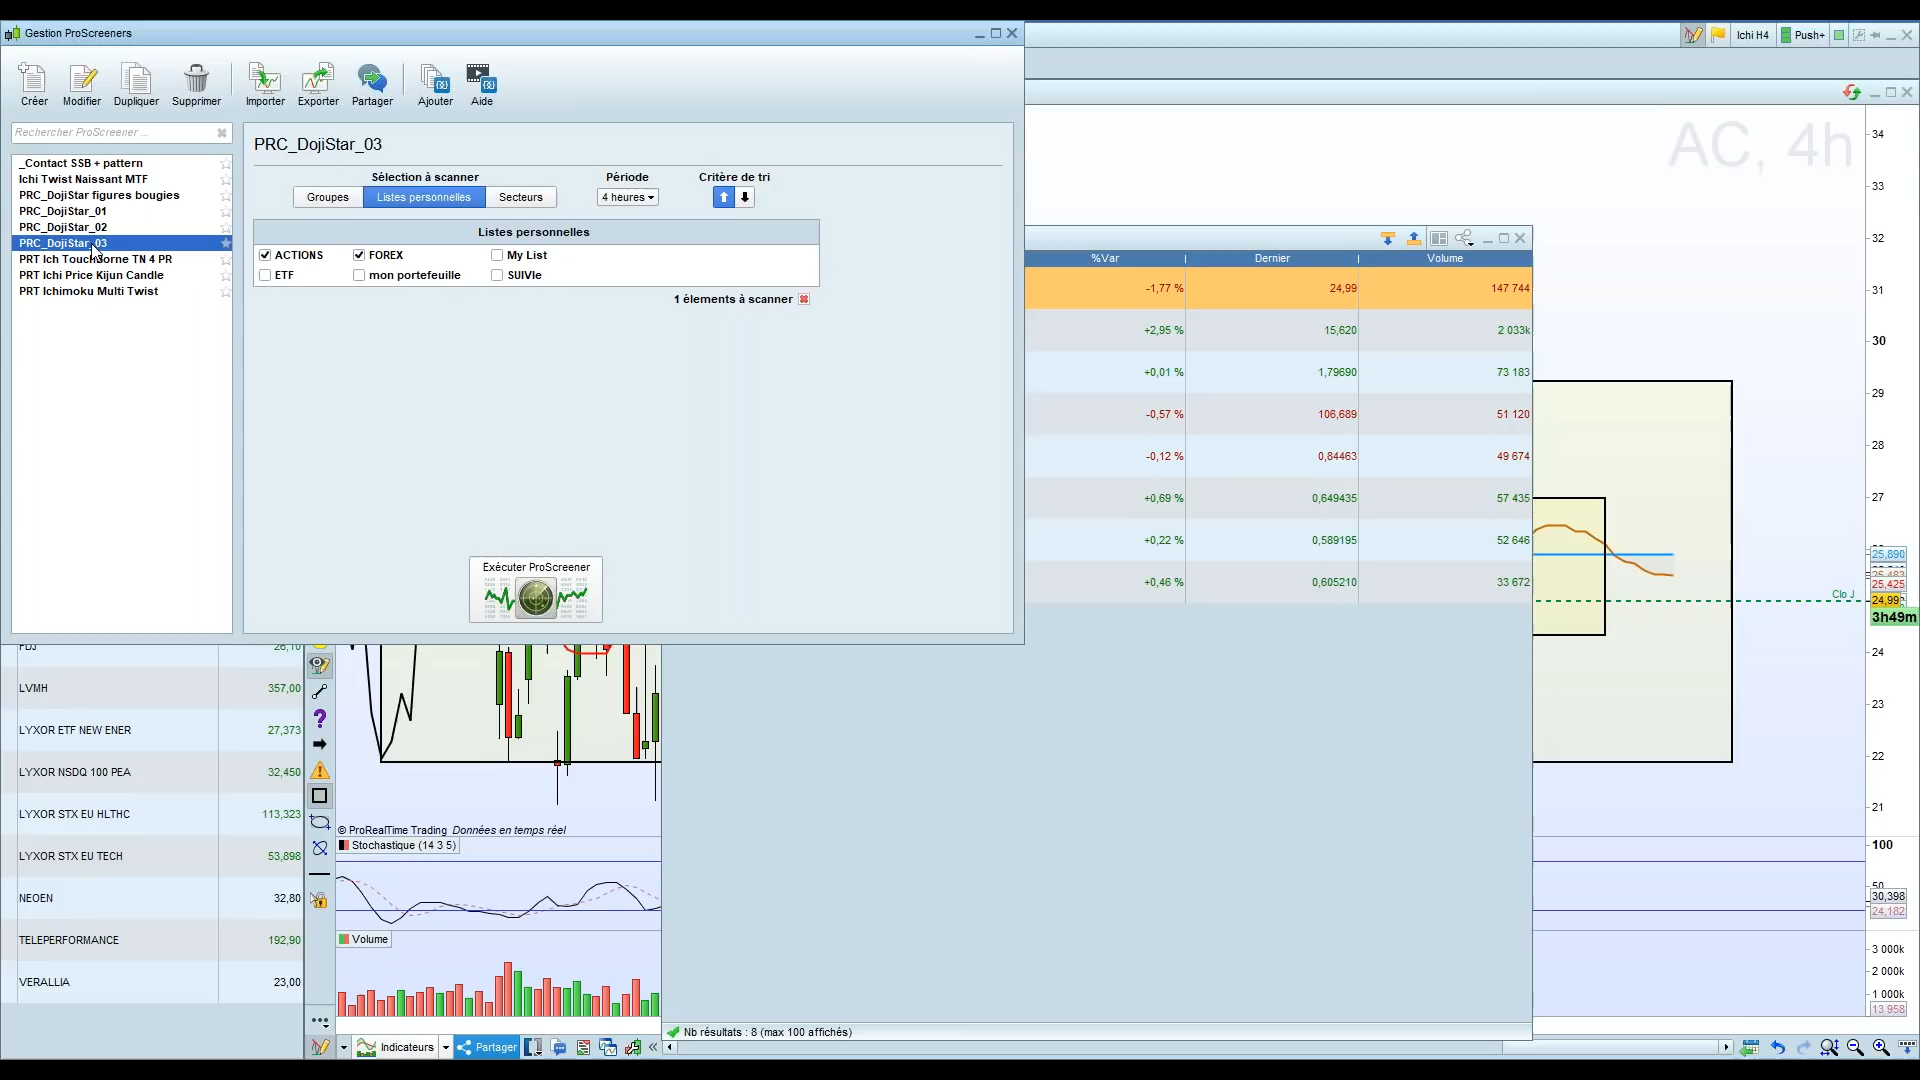 Gestion ProScreeners
Ichi H4
Push+
Créer
Modifier
Dupliquer
Supprimer
Importer
Exporter
Partager
Ajouter
Aide
Rechercher ProScreener ...
_Contact SSB + pattern
Ichi Twist Naissant MTF
PRC_DojiStar figures bougies
PRC_DojiStar_01
PRC_DojiStar_02
PRC_DojiStar_03
PRT Ich Touch borne TN 4 PR
PRT Ichi Price Kijun Candle
PRT Ichimoku Multi Twist
PRC_DojiStar_03
Sélection à scanner
Période
Critère de tri
Groupes
Listes personnelles
Secteurs
4 heures
Listes personnelles
ACTIONS
FOREX
My List
ETF
mon portefeuille
SUIVIe
1 élements à scanner
Exécuter ProScreener
AC, 4h
%Var
Dernier
Volume
-1,77 %
24,99
147 744
+2,95 %
15,620
2 033k
+0,01 %
1,79690
73 183
-0,57 %
106,689
51 120
-0,12 %
0,84463
49 674
+0,69 %
0,649435
57 435
+0,22 %
0,589195
52 646
+0,46 %
0,605210
33 672
34
33
32
31
30
29
28
27
25,890
25,425
Clo J
24,99
3h49m
24
23
22
21
100
50
30,398
24,182
3 000k
2 000k
1 000k
13 958
FDJ
26,10
LVMH
357,00
LYXOR ETF NEW ENER
27,373
LYXOR NSDQ 100 PEA
32,450
LYXOR STX EU HLTHC
113,323
LYXOR STX EU TECH
53,898
NEOEN
32,80
TELEPERFORMANCE
192,90
VERALLIA
23,00
© ProRealTime Trading Données en temps réel
Stochastique (14 3 5)
Volume
Nb résultats : 8 (max 100 affichés)
Indicateurs
Partager